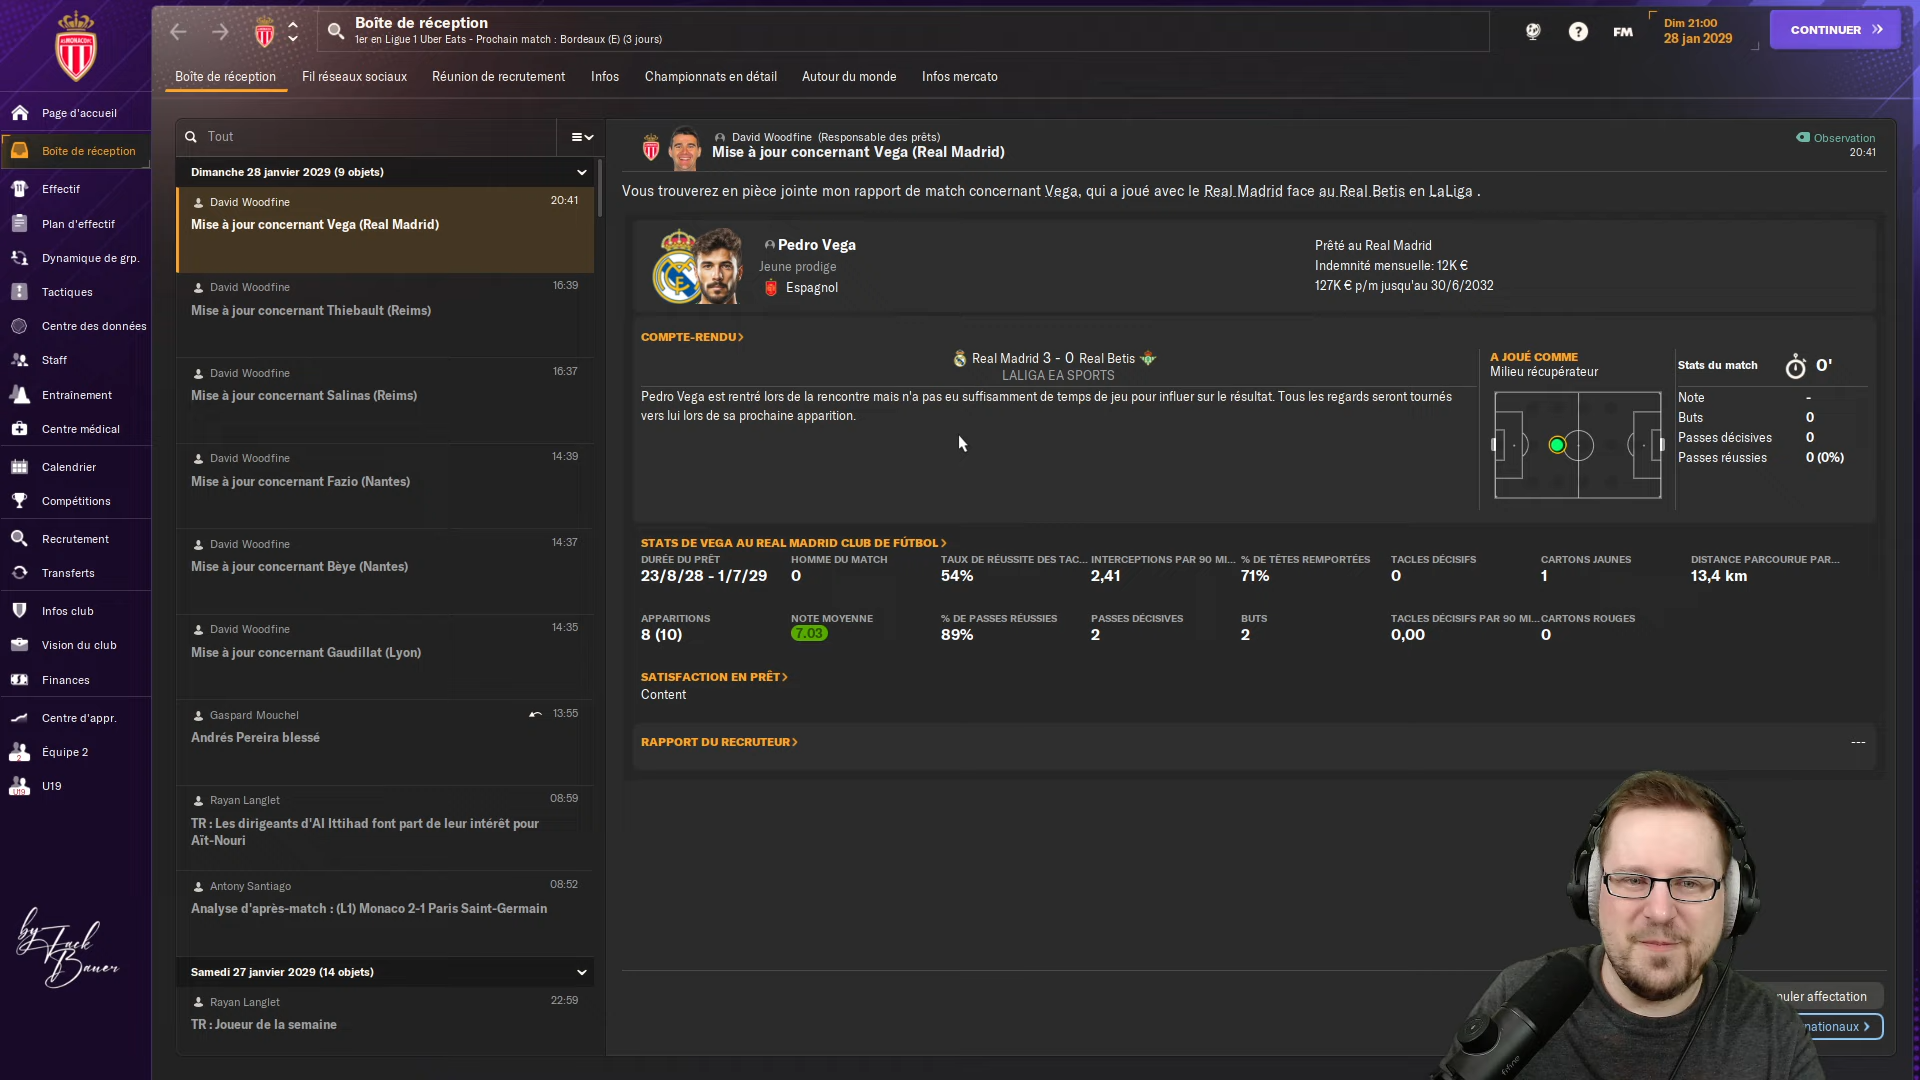 Boîte de réception
1er en Ligue 1 Uber Eats - Prochain match : Bordeaux (E) (3 jours)
FM
Dim 21:00
28 jan 2029
CONTINUER
Boîte de réception
Fil réseaux sociaux
Réunion de recrutement
Infos
Championnats en détail
Autour du monde
Infos mercato
Page d'accueil
Boîte de réception
Effectif
Plan d'effectif
Dynamique de grp.
Tactiques
Centre des données
Staff
Entraînement
Centre médical
Calendrier
Compétitions
Recrutement
Transferts
Infos club
Vision du club
Finances
Centre d'appr.
Équipe 2
U19
by Jack
Bauer
Tout
Dimanche 28 janvier 2029 (9 objets)
David Woodfine 20:41
Mise à jour concernant Vega (Real Madrid)
David Woodfine 16:39
Mise à jour concernant Thiebault (Reims)
David Woodfine 16:37
Mise à jour concernant Salinas (Reims)
David Woodfine 14:39
Mise à jour concernant Fazio (Nantes)
David Woodfine 14:37
Mise à jour concernant Bèye (Nantes)
David Woodfine 14:35
Mise à jour concernant Gaudillat (Lyon)
Gaspard Mouchel 13:55
Andrés Pereira blessé
Rayan Langlet 08:59
TR : Les dirigeants d'Al Ittihad font part de leur intérêt pour
Aït-Nouri
Antony Santiago 08:52
Analyse d'après-match : (L1) Monaco 2-1 Paris Saint-Germain
Samedi 27 janvier 2029 (14 objets)
Rayan Langlet 22:59
TR : Joueur de la semaine
David Woodfine (Responsable des prêts)
Mise à jour concernant Vega (Real Madrid)
Observation
20:41
Vous trouverez en pièce jointe mon rapport de match concernant Vega, qui a joué avec le Real Madrid face au Real Betis en LaLiga .
Pedro Vega
Jeune prodige
Espagnol
Prêté au Real Madrid
Indemnité mensuelle: 12K €
127K € p/m jusqu'au 30/6/2032
COMPTE-RENDU
Real Madrid 3 - 0 Real Betis
LALIGA EA SPORTS
Pedro Vega est rentré lors de la rencontre mais n'a pas eu suffisamment de temps de jeu pour influer sur le résultat. Tous les regards seront tournés
vers lui lors de sa prochaine apparition.
A JOUÉ COMME
Milieu récupérateur
Stats du match 0'
Note -
Buts 0
Passes décisives 0
Passes réussies 0 (0%)
STATS DE VEGA AU REAL MADRID CLUB DE FÚTBOL
DURÉE DU PRÊT HOMME DU MATCH TAUX DE RÉUSSITE DES TAC... INTERCEPTIONS PAR 90 MI... % DE TÊTES REMPORTÉES TACLES DÉCISIFS CARTONS JAUNES DISTANCE PARCOURUE PAR...
23/8/28 - 1/7/29 0 54% 2,41 71% 0 1 13,4 km
APPARITIONS NOTE MOYENNE % DE PASSES RÉUSSIES PASSES DÉCISIVES BUTS TACLES DÉCISIFS PAR 90 MI... CARTONS ROUGES
8 (10) 7.03 89% 2 2 0,00 0
SATISFACTION EN PRÊT
Content
RAPPORT DU RECRUTEUR ---
nuler affectation
nationaux